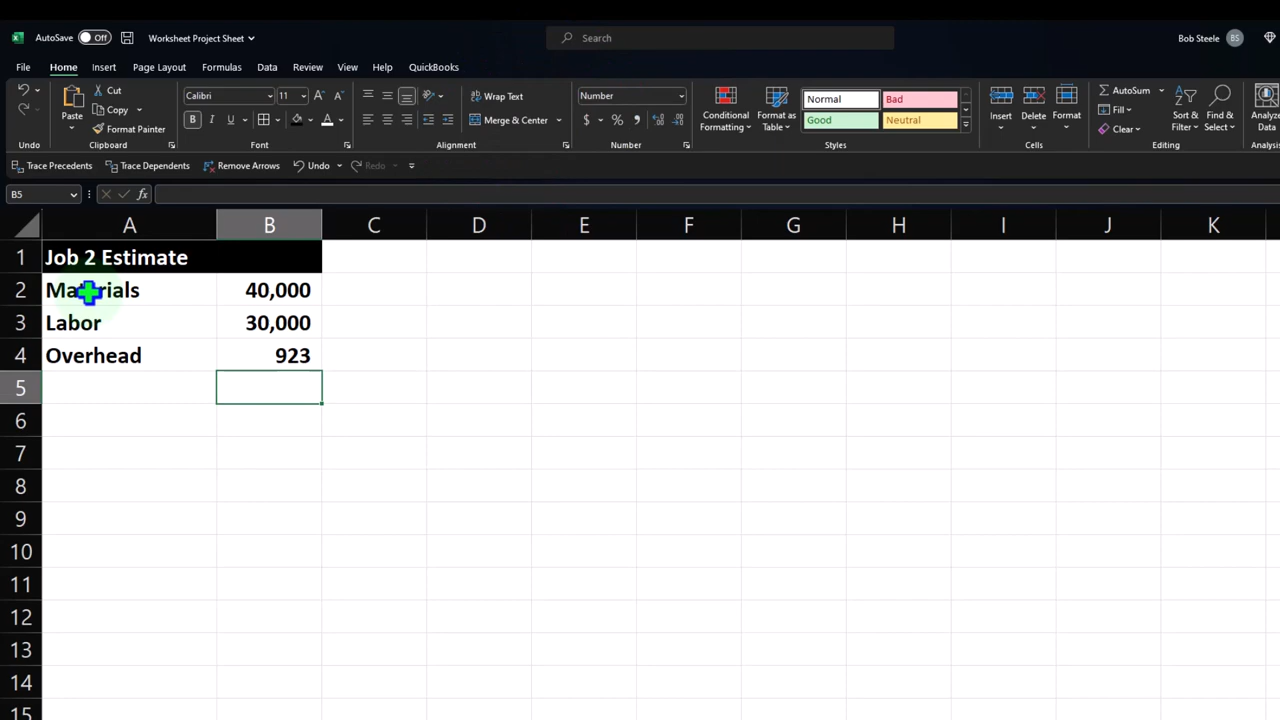 AutoSave Off Worksheet Project Sheet Search Bob Steele BS
File Home Insert Page Layout Formulas Data Review View Help QuickBooks
Paste Cut Copy Format Painter
Undo Clipboard
Calibri 11
B I U A
Font
Wrap Text
Merge & Center
Alignment
Number
$ % 9
Number
Conditional Formatting Format as Table
Normal Bad
Good Neutral
Styles
Insert Delete Format
Cells
AutoSum
Fill
Clear
Sort & Filter Find & Select
Editing
Analyze Data
Analysis
Trace Precedents Trace Dependents Remove Arrows Undo Redo
B5 fx
A B C D E F G H I J K
1 Job 2 Estimate
2 Materials 40,000
3 Labor 30,000
4 Overhead 923
5
6
7
8
9
10
11
12
13
14
15